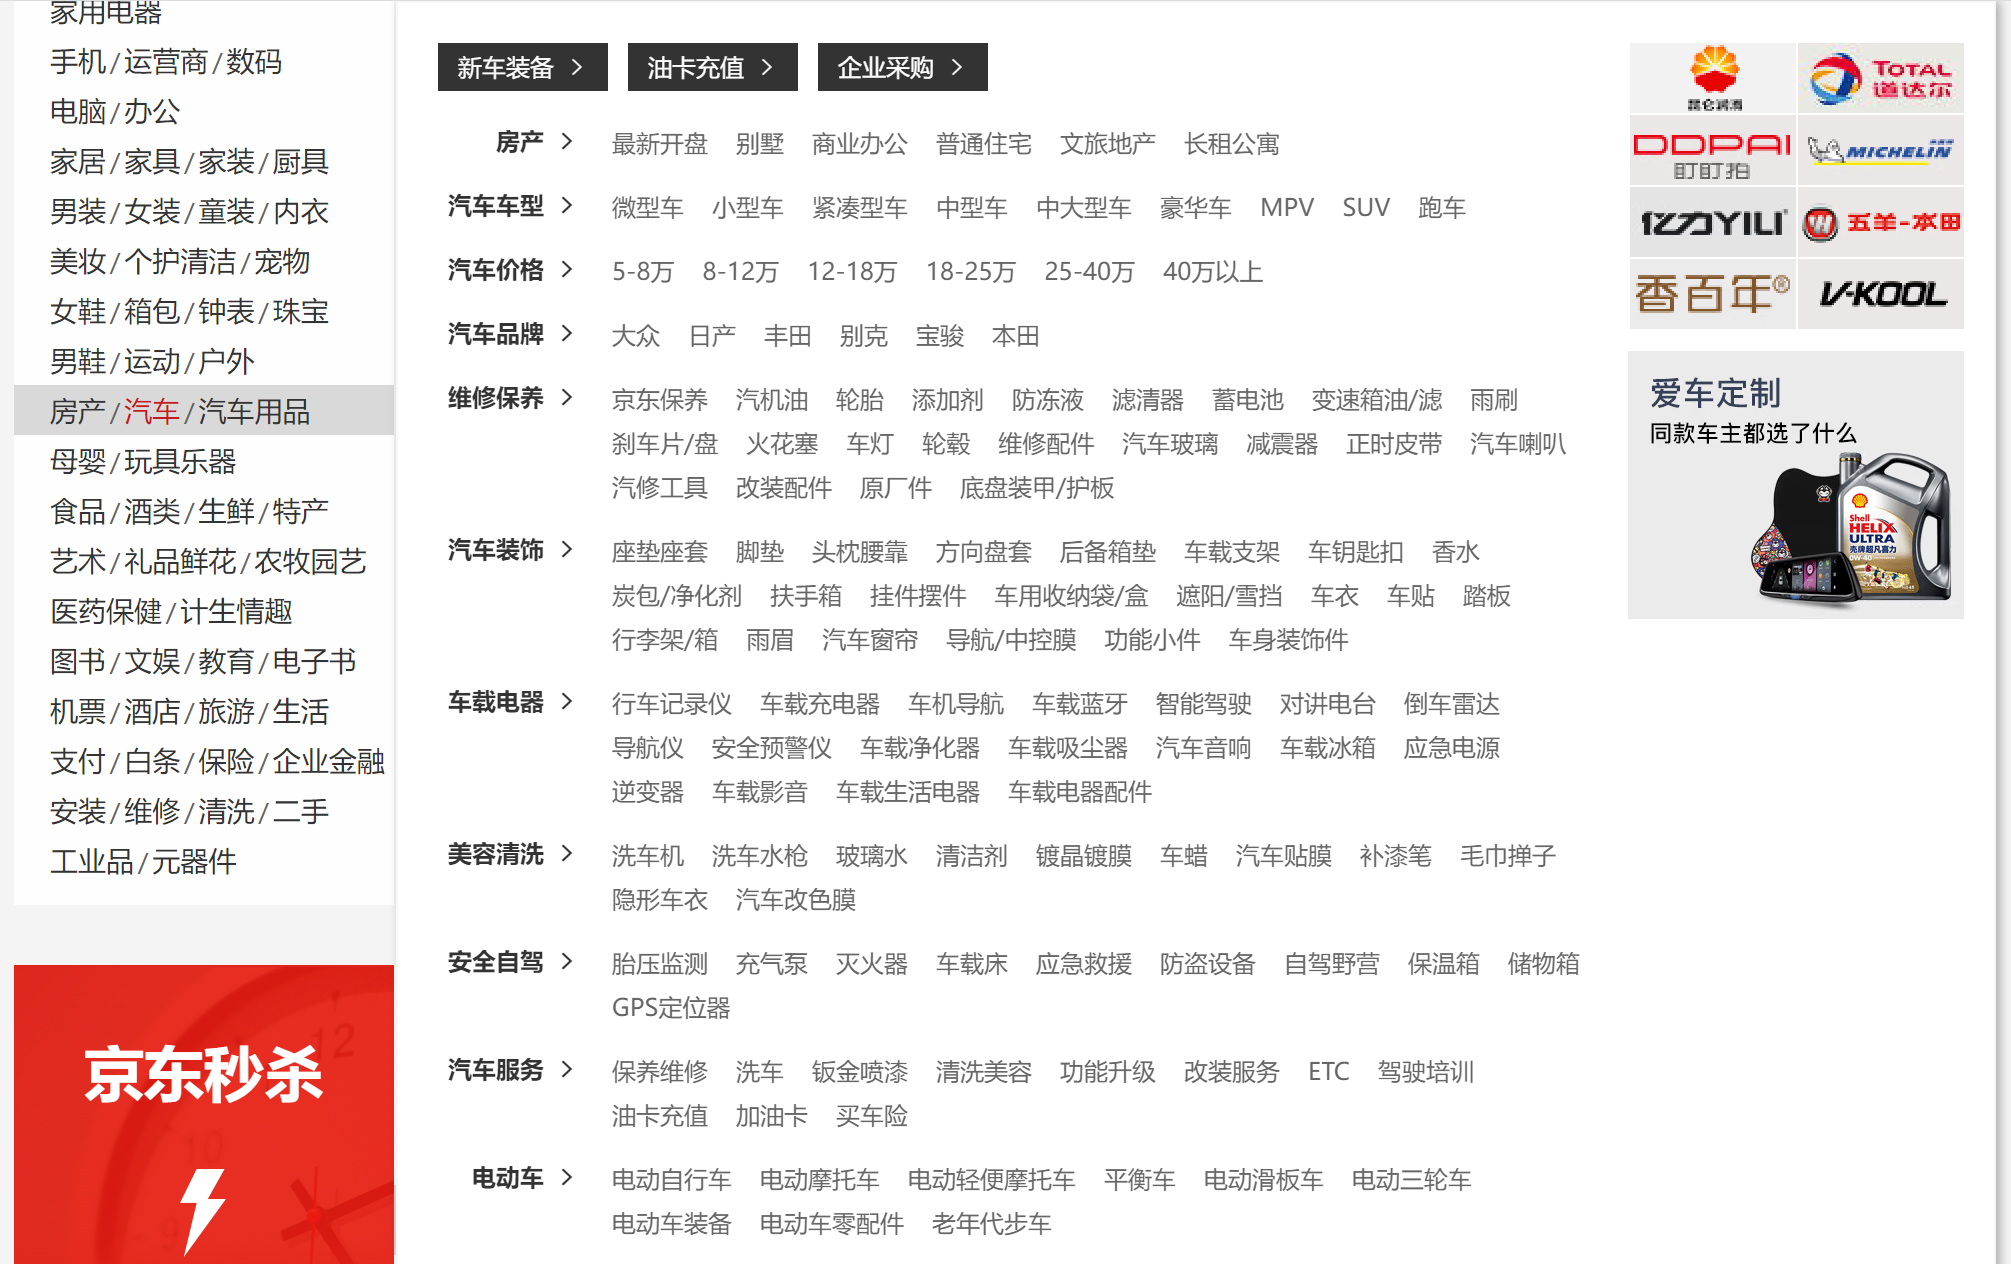 家用电器
手机/运营商/数码
电脑/办公
家居/家具/家装/厨具
男装/女装/童装/内衣
美妆/个护清洁/宠物
女鞋/箱包/钟表/珠宝
男鞋/运动/户外
房产/汽车/汽车用品
母婴/玩具乐器
食品/酒类/生鲜/特产
艺术/礼品鲜花/农牧园艺
医药保健/计生情趣
图书/文娱/教育/电子书
机票/酒店/旅游/生活
支付/白条/保险/企业金融
安装/维修/清洗/二手
工业品/元器件
京东秒杀
新车装备 > 油卡充值 > 企业采购 >
房产 > 最新开盘 别墅 商业办公 普通住宅 文旅地产 长租公寓
汽车车型 > 微型车 小型车 紧凑型车 中型车 中大型车 豪华车 MPV SUV 跑车
汽车价格 > 5-8万 8-12万 12-18万 18-25万 25-40万 40万以上
汽车品牌 > 大众 日产 丰田 别克 宝骏 本田
维修保养 > 京东保养 汽机油 轮胎 添加剂 防冻液 滤清器 蓄电池 变速箱油/滤 雨刷
刹车片/盘 火花塞 车灯 轮毂 维修配件 汽车玻璃 减震器 正时皮带 汽车喇叭
汽修工具 改装配件 原厂件 底盘装甲/护板
汽车装饰 > 座垫座套 脚垫 头枕腰靠 方向盘套 后备箱垫 车载支架 车钥匙扣 香水
炭包/净化剂 扶手箱 挂件摆件 车用收纳袋/盒 遮阳/雪挡 车衣 车贴 踏板
行李架/箱 雨眉 汽车窗帘 导航/中控膜 功能小件 车身装饰件
车载电器 > 行车记录仪 车载充电器 车机导航 车载蓝牙 智能驾驶 对讲电台 倒车雷达
导航仪 安全预警仪 车载净化器 车载吸尘器 汽车音响 车载冰箱 应急电源
逆变器 车载影音 车载生活电器 车载电器配件
美容清洗 > 洗车机 洗车水枪 玻璃水 清洁剂 镀晶镀膜 车蜡 汽车贴膜 补漆笔 毛巾掸子
隐形车衣 汽车改色膜
安全自驾 > 胎压监测 充气泵 灭火器 车载床 应急救援 防盗设备 自驾野营 保温箱 储物箱
GPS定位器
汽车服务 > 保养维修 洗车 钣金喷漆 清洗美容 功能升级 改装服务 ETC 驾驶培训
油卡充值 加油卡 买车险
电动车 > 电动自行车 电动摩托车 电动轻便摩托车 平衡车 电动滑板车 电动三轮车
电动车装备 电动车零配件 老年代步车
昆仑润滑
TOTAL
道达尔
DDPAI
盯盯拍
MICHELIN
亿力YILI
五羊-本田
香百年®
V-KOOL
爱车定制
同款车主都选了什么
Shell
HELIX
ULTRA
壳牌超凡喜力
0W-40